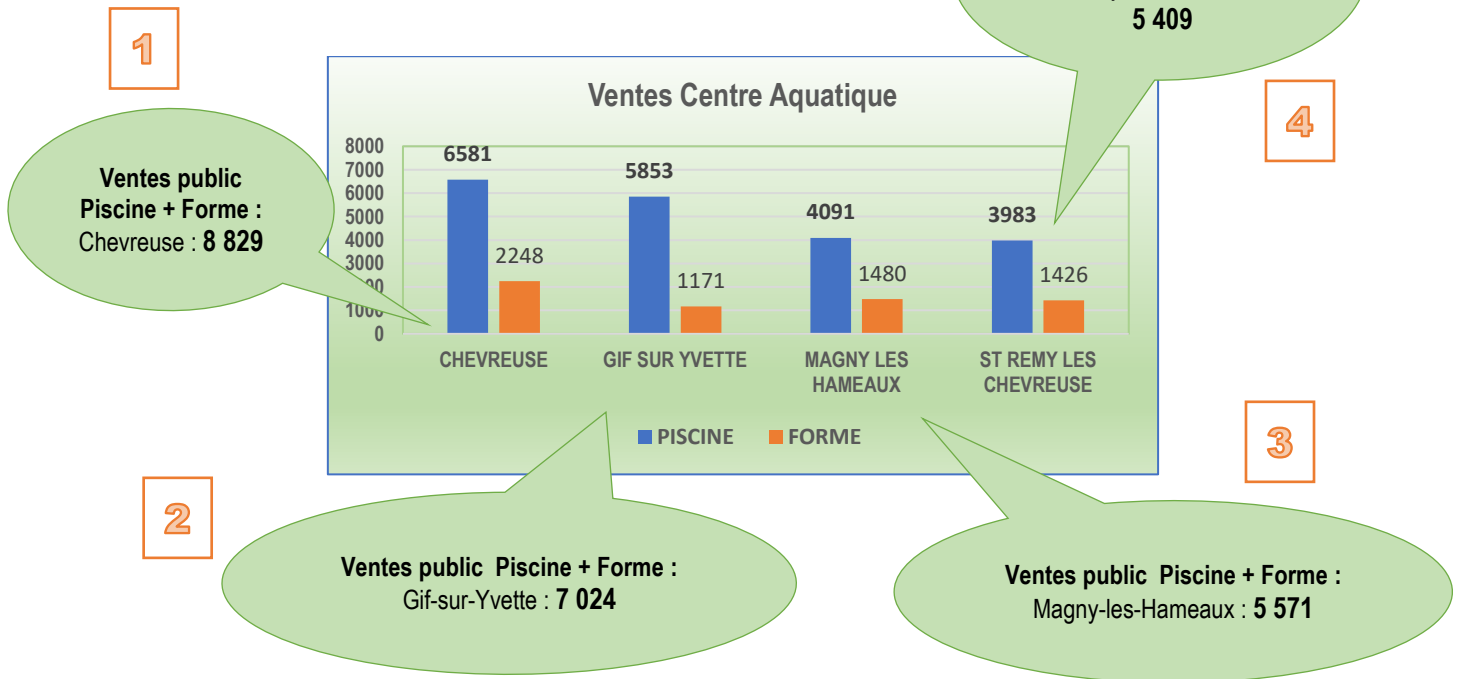 5 409
1
4
Ventes Centre Aquatique
Ventes public
Piscine + Forme :
Chevreuse : 8 829
8000
7000
6000
5000
4000
3000
1000
0
6581
2248
5853
1171
4091
1480
3983
1426
CHEVREUSE
GIF SUR YVETTE
MAGNY LES
HAMEAUX
ST REMY LES
CHEVREUSE
PISCINE
FORME
3
2
Ventes public Piscine + Forme :
Gif-sur-Yvette : 7 024
Ventes public Piscine + Forme :
Magny-les-Hameaux : 5 571